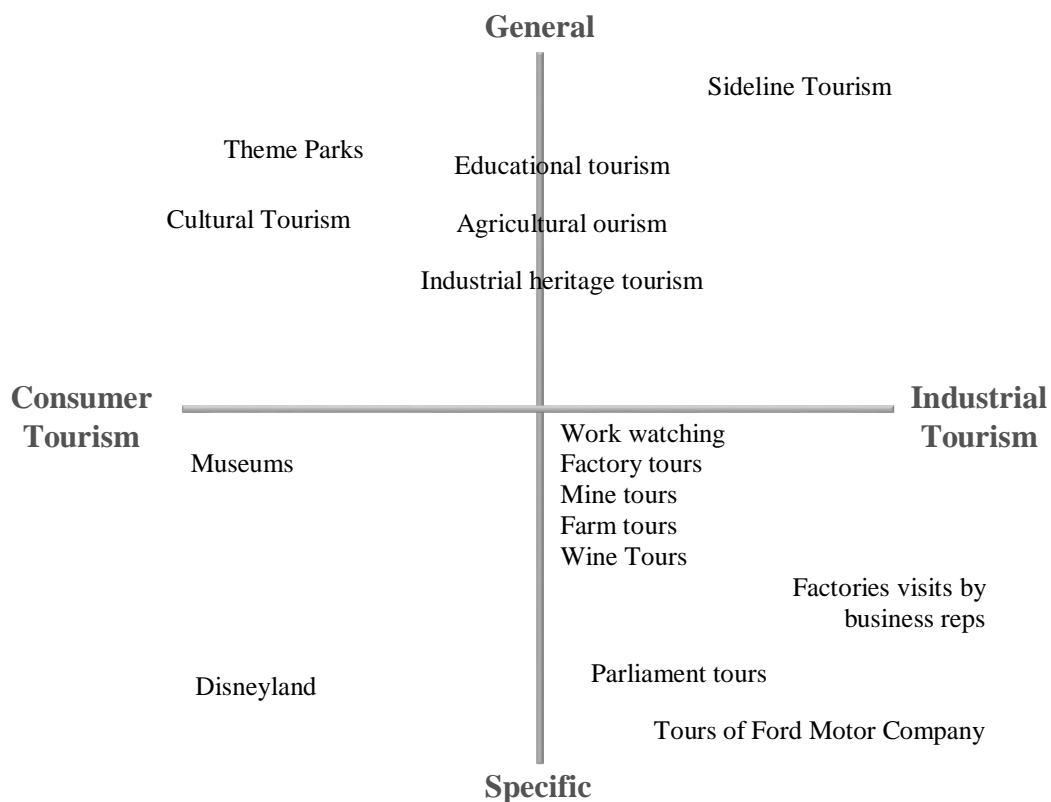 General
Sideline Tourism
Theme Parks
Educational tourism
Cultural Tourism
Agricultural ourism
Industrial heritage tourism
Consumer
Tourism
Industrial
Tourism
Work watching
Museums
Factory tours
Mine tours
Farm tours
Wine Tours
Factories visits by
business reps
Parliament tours
Disneyland
Tours of Ford Motor Company
Specific